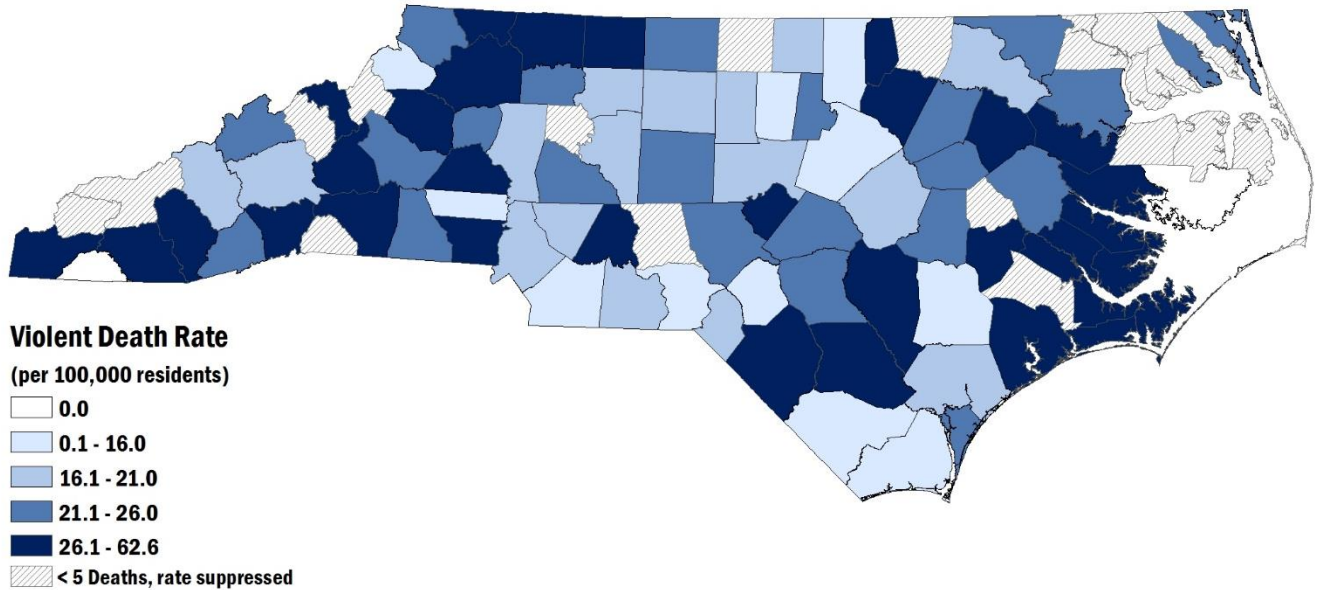 Violent Death Rate
(per 100,000 residents)
0.0
0.1 - 16.0
16.1 - 21.0
21.1 - 26.0
26.1 - 62.6
< 5 Deaths, rate suppressed